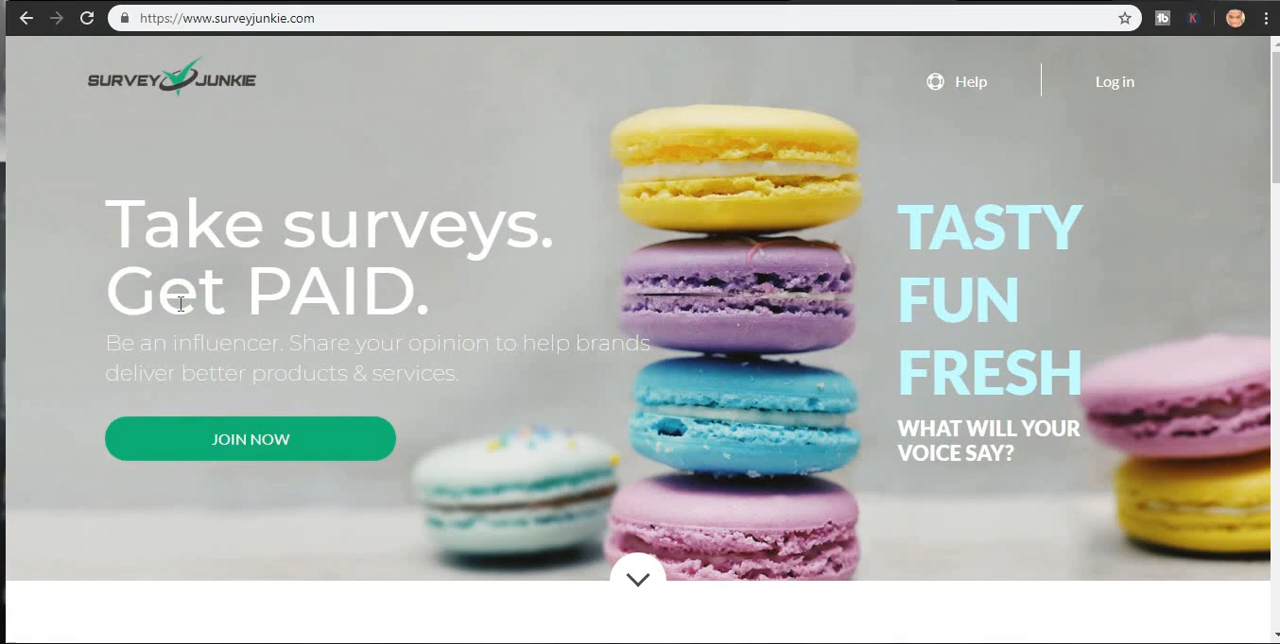 https://www.surveyjunkie.com
tb
K
SURVEY JUNKIE
Help
Log in
Take surveys.
Get PAID.
Be an influencer. Share your opinion to help brands
deliver better products & services.
JOIN NOW
TASTY
FUN
FRESH
WHAT WILL YOUR
VOICE SAY?